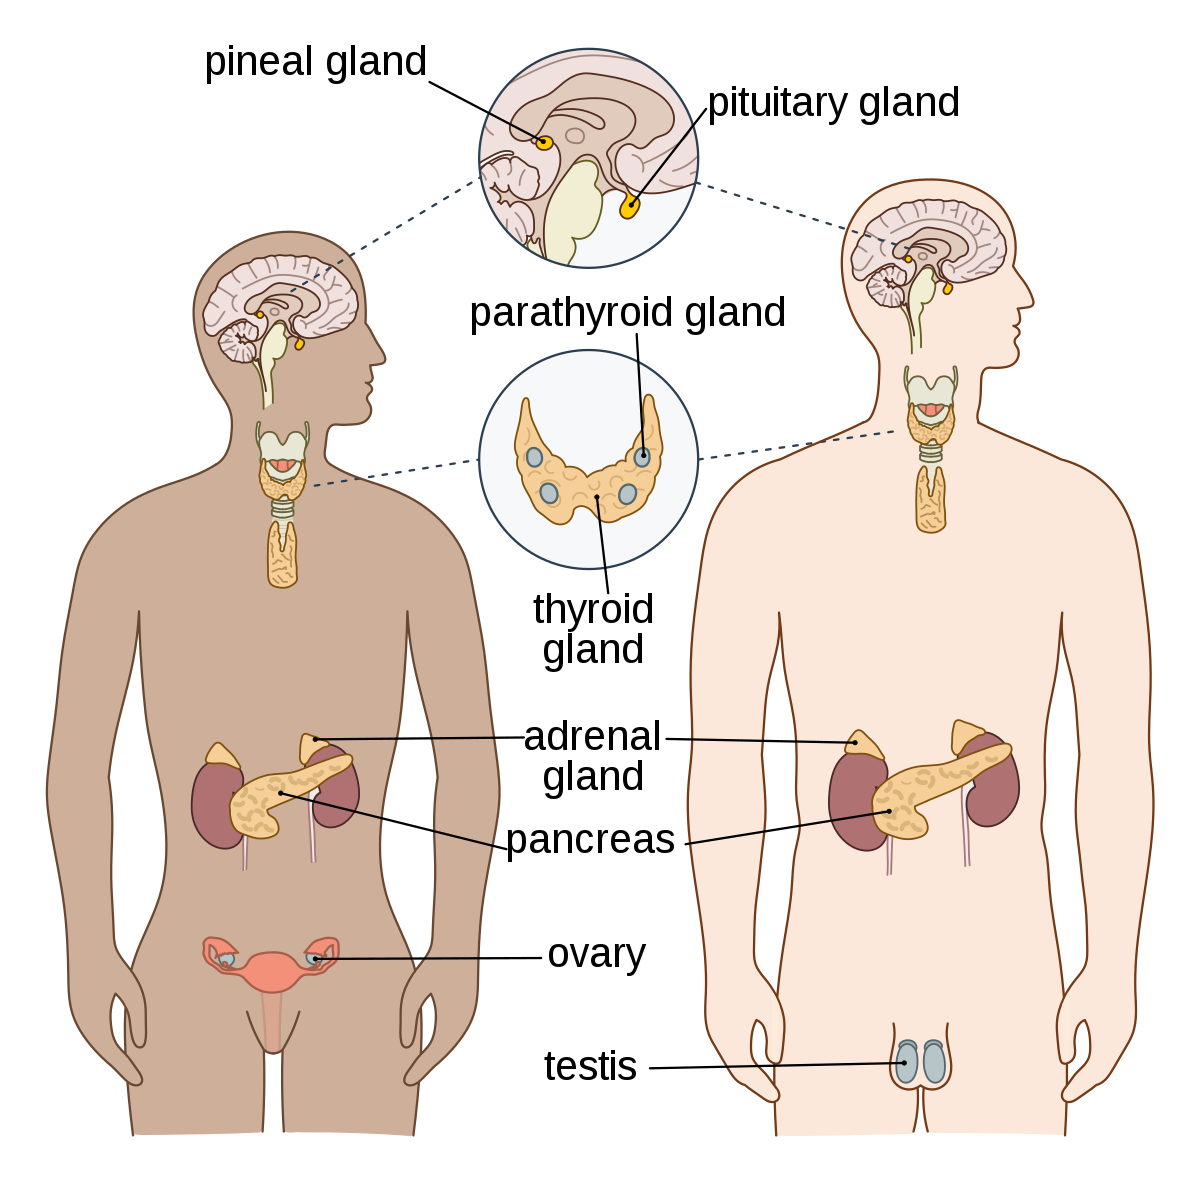 pineal gland
pituitary gland
parathyroid gland
thyroid
gland
adrenal
gland
pancreas
ovary
testis